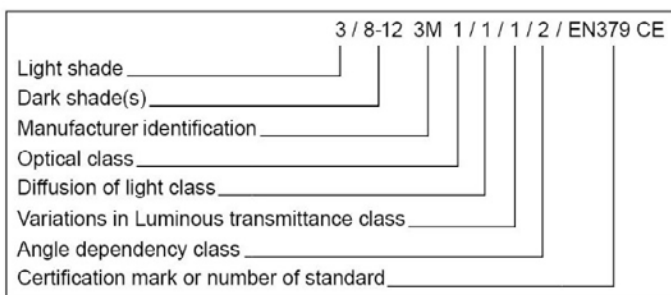 3 / 8-12 3M 1 / 1 / 1 / 2 / EN379 CE
Light shade
Dark shade(s)
Manufacturer identification
Optical class
Diffusion of light class
Variations in Luminous transmittance class
Angle dependency class
Certification mark or number of standard